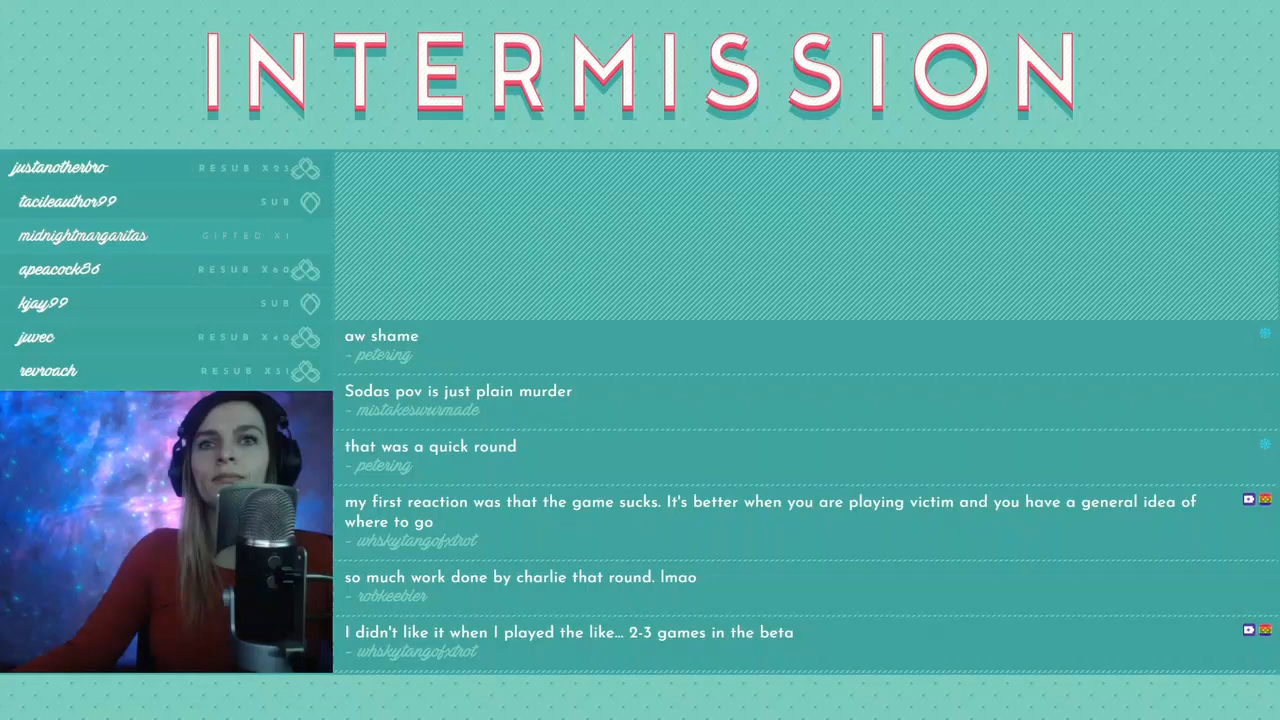 INTERMISSION
justanotherbro RESUB X23
tacileauthor99 SUB
midnightmargaritas GIFTED X1
apeacock86 RESUB X60
kjay99 SUB
juvec RESUB X40
revroach RESUB X51
aw shame
- petering
Sodas pov is just plain murder
- mistakeswurmade
that was a quick round
- petering
my first reaction was that the game sucks. It's better when you are playing victim and you have a general idea of
where to go
- whskytangofxtrot
so much work done by charlie that round. lmao
- robkeebler
I didn't like it when I played the like... 2-3 games in the beta
- whskytangofxtrot